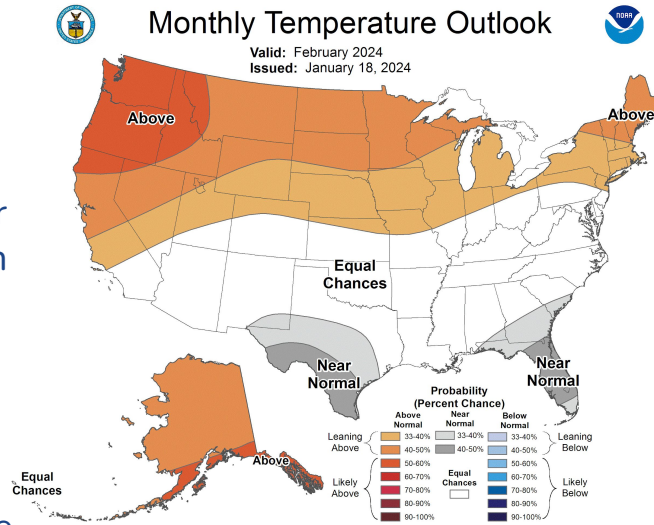 Monthly Temperature Outlook
NOAA
Valid: February 2024
Issued: January 18, 2024
Above
Above
r
n
Equal
Chances
Near
Normal
Near
Normal
Above
Equal
Chances
Probability
(Percent Chance)
Above
Normal
Near
Normal
Below
Normal
Leaning
Above
33-40%
40-50%
33-40%
40-50%
33-40%
40-50%
Leaning
Below
Likely
Above
50-60%
60-70%
70-80%
80-90%
90-100%
Equal
Chances
50-60%
60-70%
70-80%
80-90%
90-100%
Likely
Below